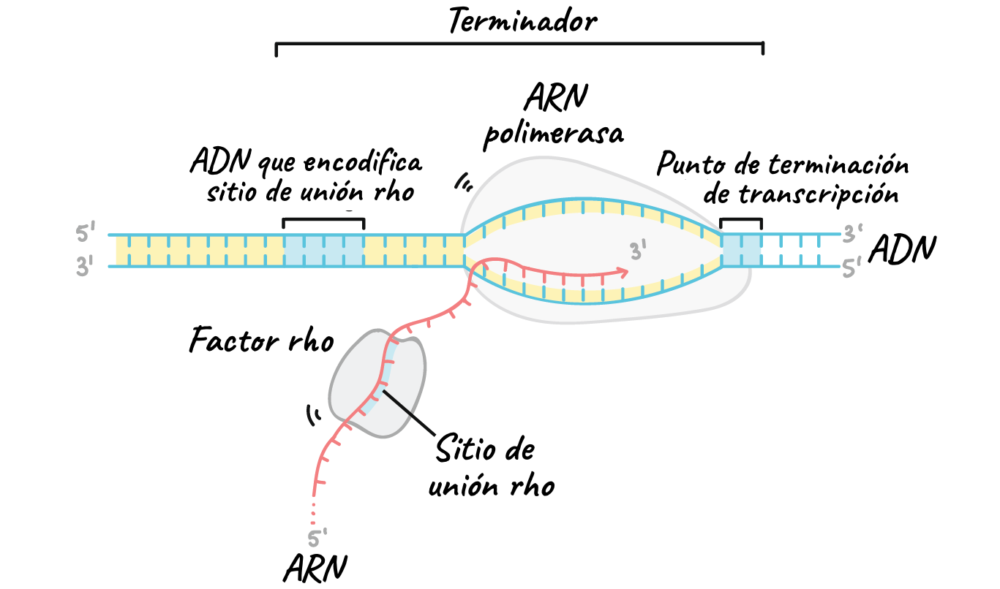 Terminador
ARN
polimerasa
ADN que encodifica
sitio de unión rho
Punto de terminación
de transcripción
5'
3'
3'
3'
5'
ADN
Factor rho
Sitio de
unión rho
5'
ARN